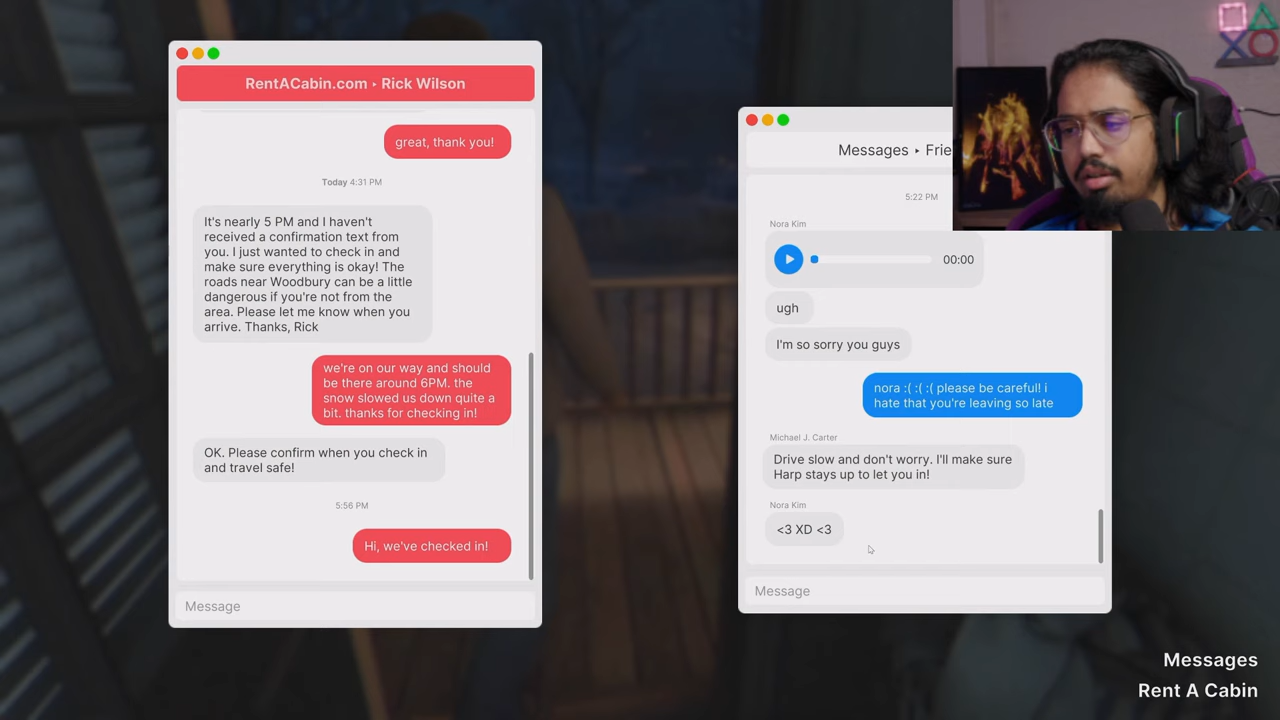 RentACabin.com ‣ Rick Wilson
great, thank you!
Today 4:31 PM
It's nearly 5 PM and I haven't
received a confirmation text from
you. I just wanted to check in and
make sure everything is okay! The
roads near Woodbury can be a little
dangerous if you're not from the
area. Please let me know when you
arrive. Thanks, Rick
we're on our way and should
be there around 6PM. the
snow slowed us down quite a
bit. thanks for checking in!
OK. Please confirm when you check in
and travel safe!
5:56 PM
Hi, we've checked in!
Message
Messages ‣ Frie
5:22 PM
Nora Kim
00:00
ugh
I'm so sorry you guys
nora :( :( :( please be careful! i
hate that you're leaving so late
Michael J. Carter
Drive slow and don't worry. I'll make sure
Harp stays up to let you in!
Nora Kim
<3 XD <3
Message
Messages
Rent A Cabin